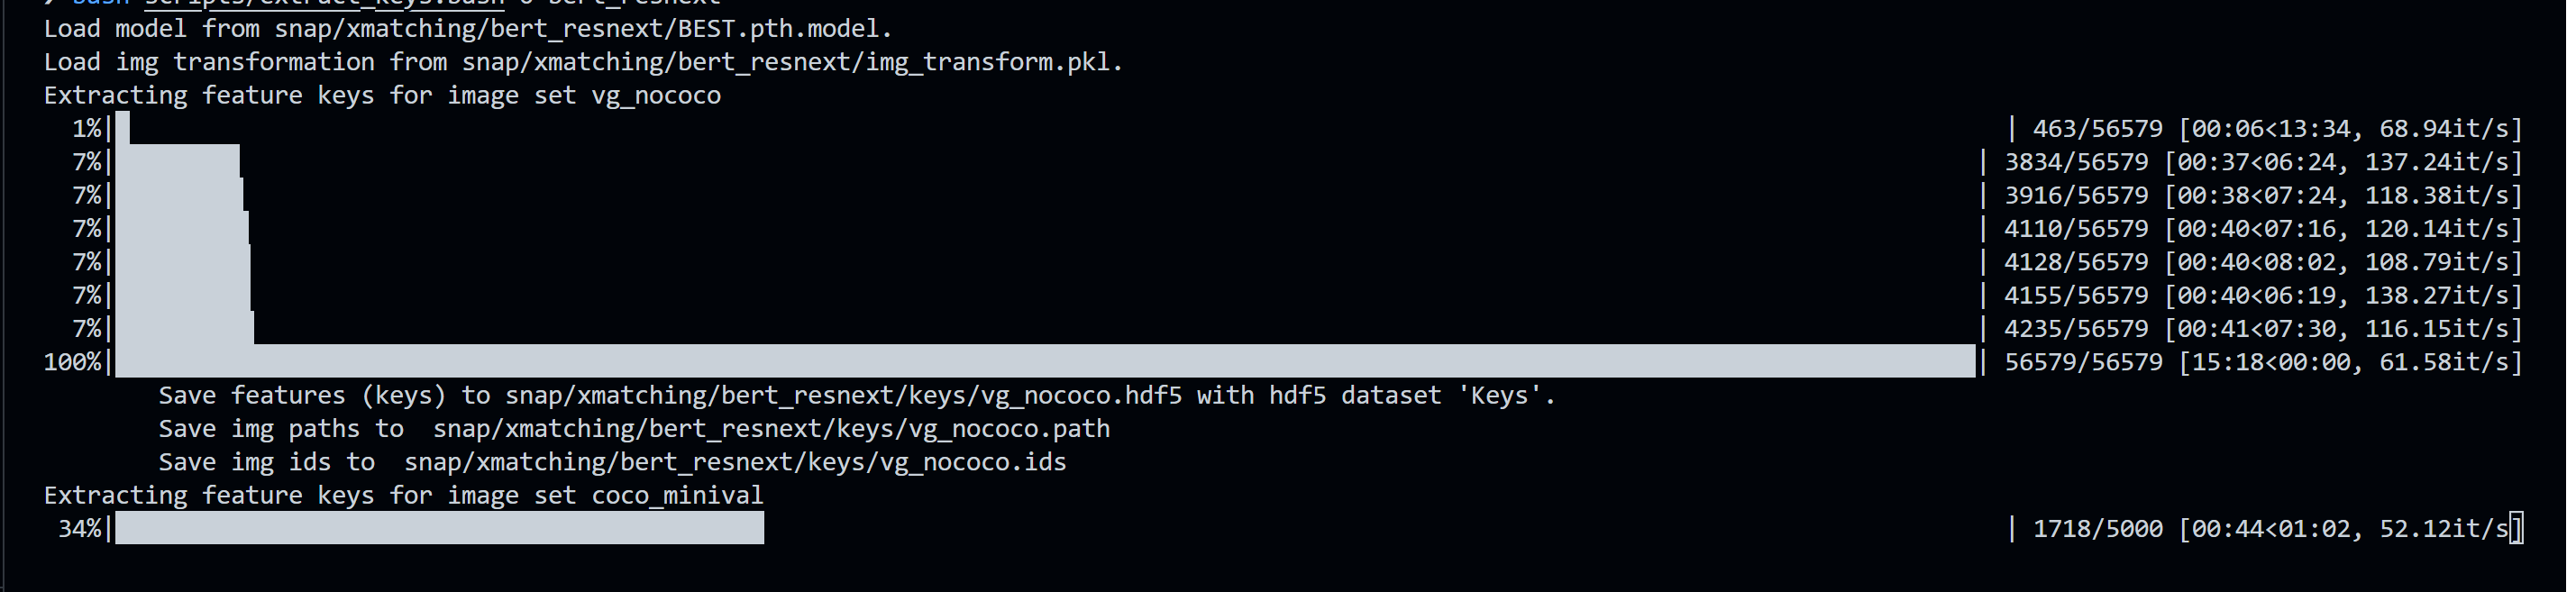 bash scripts/extract_keys.bash 0 bert_resnext
Load model from snap/xmatching/bert_resnext/BEST.pth.model.
Load img transformation from snap/xmatching/bert_resnext/img_transform.pkl.
Extracting feature keys for image set vg_nococo
1%| | 463/56579 [00:06<13:34, 68.94it/s]
7%| | 3834/56579 [00:37<06:24, 137.24it/s]
7%| | 3916/56579 [00:38<07:24, 118.38it/s]
7%| | 4110/56579 [00:40<07:16, 120.14it/s]
7%| | 4128/56579 [00:40<08:02, 108.79it/s]
7%| | 4155/56579 [00:40<06:19, 138.27it/s]
7%| | 4235/56579 [00:41<07:30, 116.15it/s]
100%| | 56579/56579 [15:18<00:00, 61.58it/s]
Save features (keys) to snap/xmatching/bert_resnext/keys/vg_nococo.hdf5 with hdf5 dataset 'Keys'.
Save img paths to  snap/xmatching/bert_resnext/keys/vg_nococo.path
Save img ids to  snap/xmatching/bert_resnext/keys/vg_nococo.ids
Extracting feature keys for image set coco_minival
34%| | 1718/5000 [00:44<01:02, 52.12it/s]